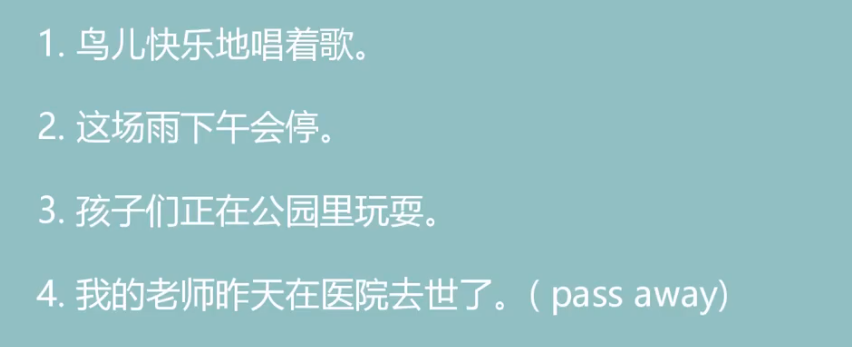 1. 鸟儿快乐地唱着歌。
2. 这场雨下午会停。
3. 孩子们正在公园里玩耍。
4. 我的老师昨天在医院去世了。( pass away)